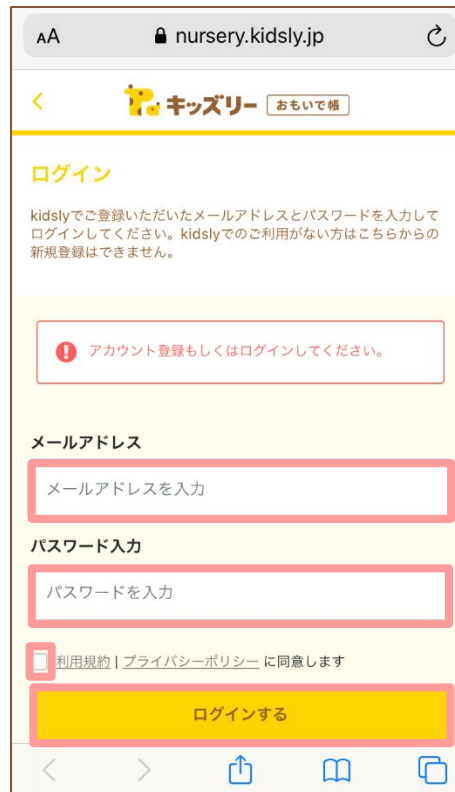 AA nursery.kidsly.jp
キッズリー おもいで帳
ログイン
kidslyでご登録いただいたメールアドレスとパスワードを入力して
ログインしてください。kidslyでのご利用がない方はこちらからの
新規登録はできません。
アカウント登録もしくはログインしてください。
メールアドレス
メールアドレスを入力
パスワード入力
パスワードを入力
利用規約 | プライバシーポリシー に同意します
ログインする